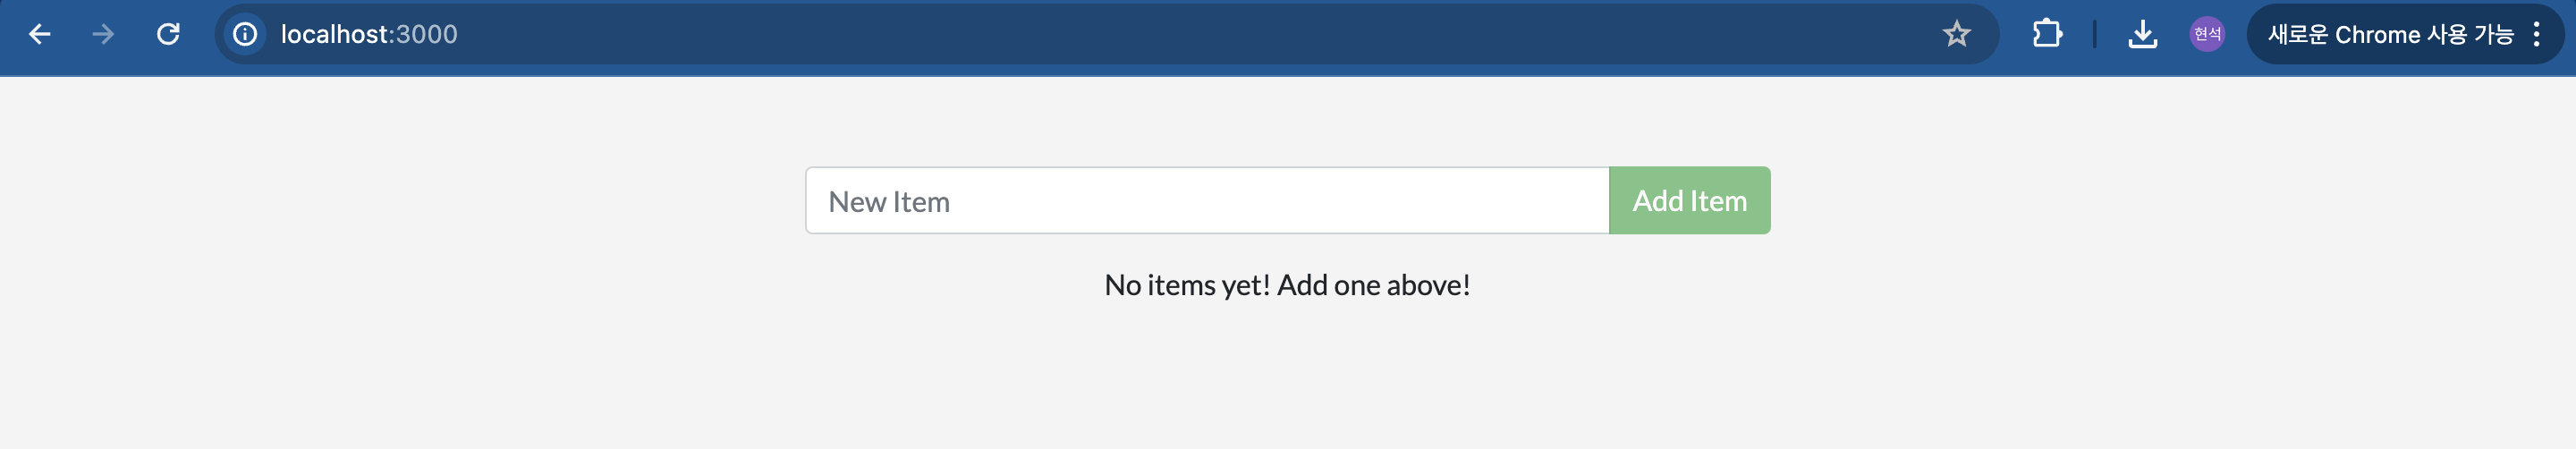 localhost:3000
현석
새로운 Chrome 사용 가능
New Item
Add Item
No items yet! Add one above!